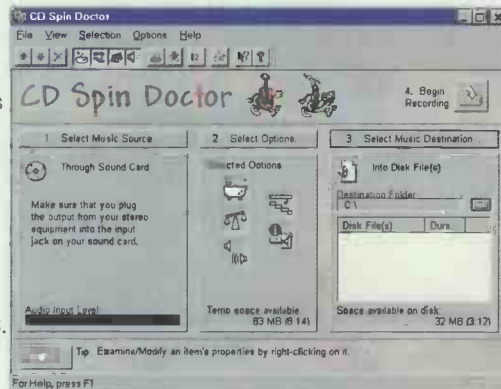 CD Spin Doctor
File View Selection Options Help
CD Spin Doctor
4. Begin Recording
1 Select Music Source
Through Sound Card
Make sure that you plug
the output from your stereo
equipment into the input
jack on your sound card.
Audio Input Level:
2 Select Options.
cted Options
Temp space available
83 MB (8:14)
3 Select Music Destination..
Into Disk File(s)
Destination Folder
C:\
Disk File(s) Dura...
Space available on disk:
32 MB (3:12)
Tip Examine/Modify an item's properties by right-clicking on it.
For Help, press F1